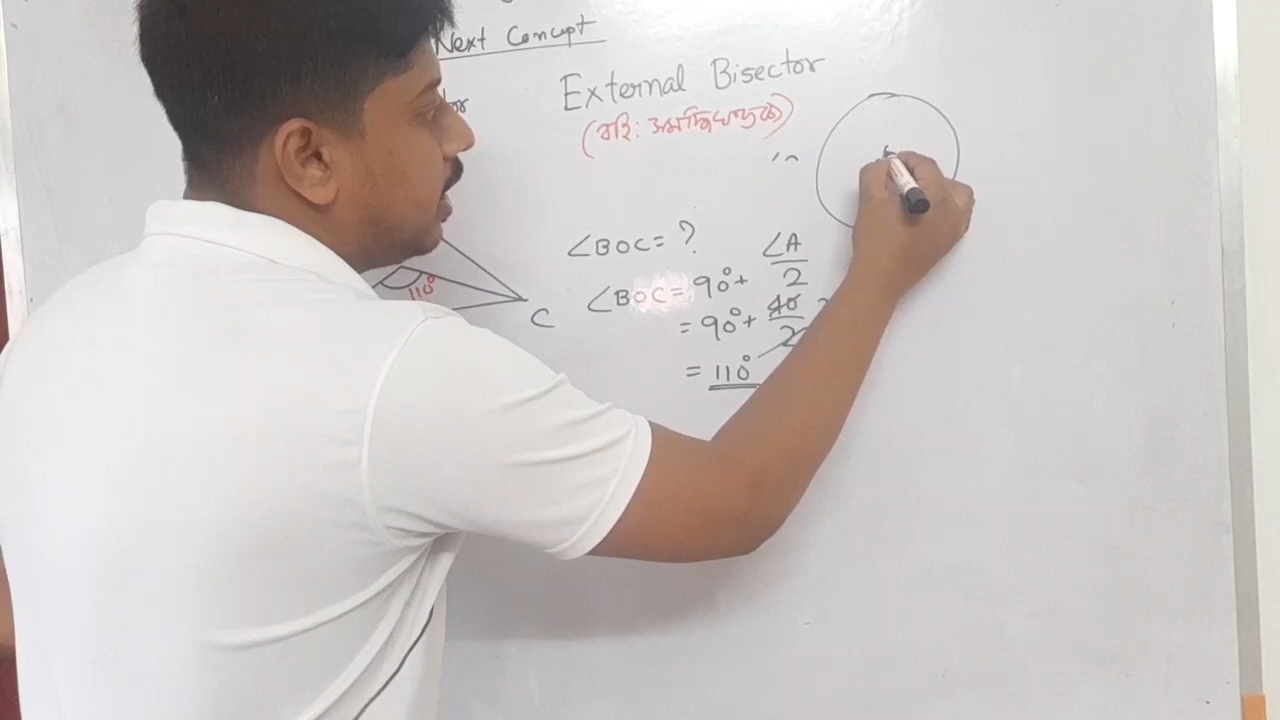 Next Concept
External Bisector
(বহি: সমদ্বিখণ্ডক)
∠BOC = ?
∠A
∠BOC = 90° + 2
= 90° + 40
2
= 110°
110°
C